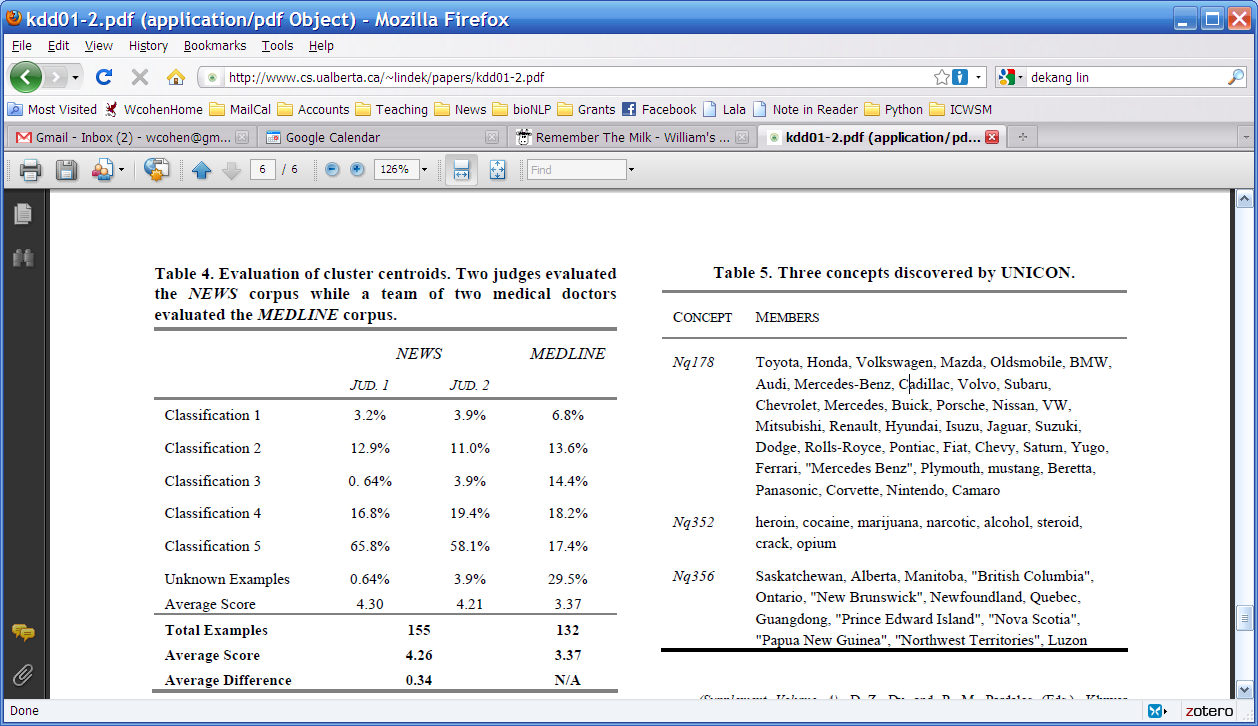 kdd01-2.pdf (application/pdf Object) - Mozilla Firefox
File Edit View History Bookmarks Tools Help
http://www.cs.ualberta.ca/~lindek/papers/kdd01-2.pdf dekang lin
Most Visited WcohenHome MailCal Accounts Teaching News bioNLP Grants Facebook Lala Note in Reader Python ICWSM
Gmail - Inbox (2) - wcohen@gm... Google Calendar Remember The Milk - William's ... kdd01-2.pdf (application/pd...
6 / 6 126% Find
Table 4. Evaluation of cluster centroids. Two judges evaluated
the NEWS corpus while a team of two medical doctors
evaluated the MEDLINE corpus.
NEWS MEDLINE
JUD. 1 JUD. 2
Classification 1 3.2% 3.9% 6.8%
Classification 2 12.9% 11.0% 13.6%
Classification 3 0. 64% 3.9% 14.4%
Classification 4 16.8% 19.4% 18.2%
Classification 5 65.8% 58.1% 17.4%
Unknown Examples 0.64% 3.9% 29.5%
Average Score 4.30 4.21 3.37
Total Examples 155 132
Average Score 4.26 3.37
Average Difference 0.34 N/A
Table 5. Three concepts discovered by UNICON.
CONCEPT MEMBERS
Nq178 Toyota, Honda, Volkswagen, Mazda, Oldsmobile, BMW,
Audi, Mercedes-Benz, Cadillac, Volvo, Subaru,
Chevrolet, Mercedes, Buick, Porsche, Nissan, VW,
Mitsubishi, Renault, Hyundai, Isuzu, Jaguar, Suzuki,
Dodge, Rolls-Royce, Pontiac, Fiat, Chevy, Saturn, Yugo,
Ferrari, "Mercedes Benz", Plymouth, mustang, Beretta,
Panasonic, Corvette, Nintendo, Camaro
Nq352 heroin, cocaine, marijuana, narcotic, alcohol, steroid,
crack, opium
Nq356 Saskatchewan, Alberta, Manitoba, "British Columbia",
Ontario, "New Brunswick", Newfoundland, Quebec,
Guangdong, "Prince Edward Island", "Nova Scotia",
"Papua New Guinea", "Northwest Territories", Luzon
Done zotero